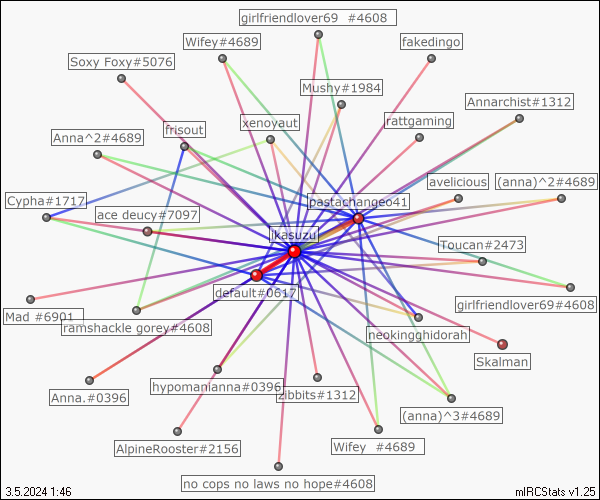 girlfriendlover69 #4608
Wifey#4689
fakedingo
Soxy Foxy#5076
Mushy#1984
Annarchist#1312
xenoyaut
rattgaming
frisout
Anna^2#4689
avelicious
(anna)^2#4689
Cypha#1717
pastachangeo41
ace deucy#7097
ikasuzu
Toucan#2473
default#0617
girlfriendlover69#4608
Mad #6901
ramshackle gorey#4608
neokingghidorah
Skalman
hypomanianna#0396
zibbits#1312
Anna.#0396
(anna)^3#4689
AlpineRooster#2156
Wifey #4689
no cops no laws no hope#4608
3.5.2024 1:46
mIRCStats v1.25